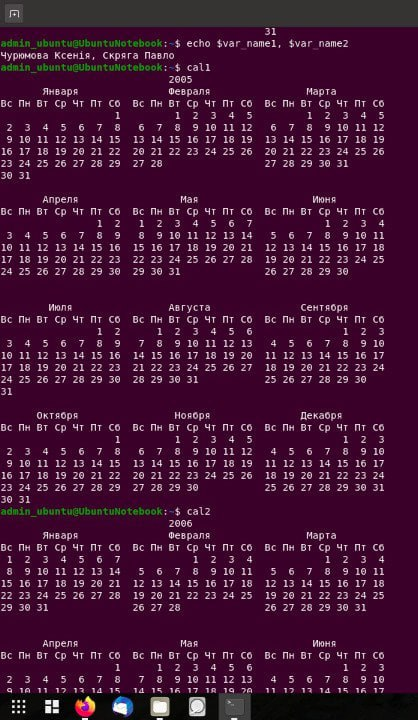 31
admin_ubuntu@UbuntuNotebook:~$ echo $var_name1, $var_name2
Чурюмова Ксенія, Скряга Павло
admin_ubuntu@UbuntuNotebook:~$ cal1
2005
Января Февраля Марта
Вс Пн Вт Ср Чт Пт Сб Вс Пн Вт Ср Чт Пт Сб Вс Пн Вт Ср Чт Пт Сб
1 1 2 3 4 5 1 2 3 4 5
2 3 4 5 6 7 8 6 7 8 9 10 11 12 6 7 8 9 10 11 12
9 10 11 12 13 14 15 13 14 15 16 17 18 19 13 14 15 16 17 18 19
16 17 18 19 20 21 22 20 21 22 23 24 25 26 20 21 22 23 24 25 26
23 24 25 26 27 28 29 27 28 27 28 29 30 31
30 31
Апреля Мая Июня
Вс Пн Вт Ср Чт Пт Сб Вс Пн Вт Ср Чт Пт Сб Вс Пн Вт Ср Чт Пт Сб
1 2 1 2 3 4 5 6 7 1 2 3 4
3 4 5 6 7 8 9 8 9 10 11 12 13 14 5 6 7 8 9 10 11
10 11 12 13 14 15 16 15 16 17 18 19 20 21 12 13 14 15 16 17 18
17 18 19 20 21 22 23 22 23 24 25 26 27 28 19 20 21 22 23 24 25
24 25 26 27 28 29 30 29 30 31 26 27 28 29 30
Июля Августа Сентября
Вс Пн Вт Ср Чт Пт Сб Вс Пн Вт Ср Чт Пт Сб Вс Пн Вт Ср Чт Пт Сб
1 2 1 2 3 4 5 6 1 2 3
3 4 5 6 7 8 9 7 8 9 10 11 12 13 4 5 6 7 8 9 10
10 11 12 13 14 15 16 14 15 16 17 18 19 20 11 12 13 14 15 16 17
17 18 19 20 21 22 23 21 22 23 24 25 26 27 18 19 20 21 22 23 24
24 25 26 27 28 29 30 28 29 30 31 25 26 27 28 29 30
31
Октября Ноября Декабря
Вс Пн Вт Ср Чт Пт Сб Вс Пн Вт Ср Чт Пт Сб Вс Пн Вт Ср Чт Пт Сб
1 1 2 3 4 5 1 2 3
2 3 4 5 6 7 8 6 7 8 9 10 11 12 4 5 6 7 8 9 10
9 10 11 12 13 14 15 13 14 15 16 17 18 19 11 12 13 14 15 16 17
16 17 18 19 20 21 22 20 21 22 23 24 25 26 18 19 20 21 22 23 24
23 24 25 26 27 28 29 27 28 29 30 25 26 27 28 29 30 31
30 31
admin_ubuntu@UbuntuNotebook:~$ cal2
2006
Января Февраля Марта
Вс Пн Вт Ср Чт Пт Сб Вс Пн Вт Ср Чт Пт Сб Вс Пн Вт Ср Чт Пт Сб
1 2 3 4 5 6 7 1 2 3 4 1 2 3 4
8 9 10 11 12 13 14 5 6 7 8 9 10 11 5 6 7 8 9 10 11
15 16 17 18 19 20 21 12 13 14 15 16 17 18 12 13 14 15 16 17 18
22 23 24 25 26 27 28 19 20 21 22 23 24 25 19 20 21 22 23 24 25
29 30 31 26 27 28 26 27 28 29 30 31
Апреля Мая Июня
Вс Пн Вт Ср Чт Пт Сб Вс Пн Вт Ср Чт Пт Сб Вс Пн Вт Ср Чт Пт Сб
1 1 2 3 4 5 6 1 2 3
2 3 4 5 6 7 8 7 8 9 10 11 12 13 4 5 6 7 8 9 10
9 10 11 12 13 14 15 14 15 16 17 18 19 20 11 12 13 14 15 16 17